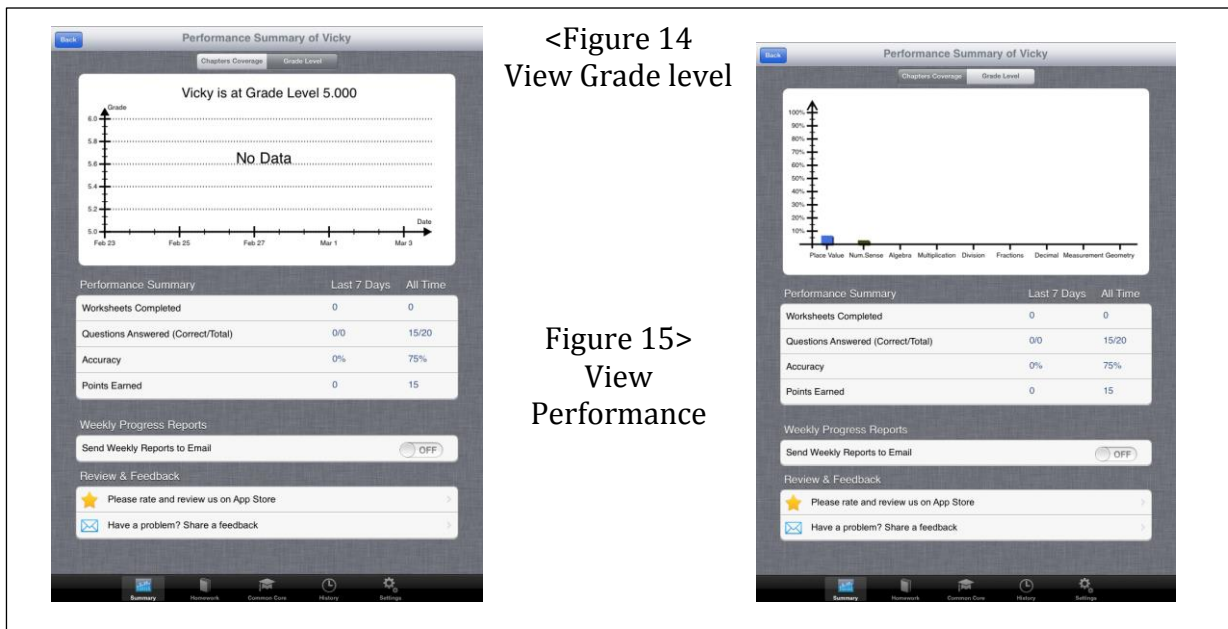 Back
Performance Summary of Vicky
Chapters Coverage Grade Level
Vicky is at Grade Level 5.000
Grade
6.0
5.8
No Data
5.6
5.4
5.2
Date
5.0
Feb 23 Feb 25 Feb 27 Mar 1 Mar 3
Performance Summary Last 7 Days All Time
Worksheets Completed 0 0
Questions Answered (Correct/Total) 0/0 15/20
Accuracy 0% 75%
Points Earned 0 15
Weekly Progress Reports
Send Weekly Reports to Email OFF
Review & Feedback
Please rate and review us on App Store
Have a problem? Share a feedback
Summary Homework Common Core History Settings
<Figure 14
View Grade level
Figure 15>
View
Performance
Back
Performance Summary of Vicky
Chapters Coverage Grade Level
100%
90%
80%
70%
60%
50%
40%
30%
20%
10%
Place Value Num.Sense Algebra Multiplication Division Fractions Decimal Measurement Geometry
Performance Summary Last 7 Days All Time
Worksheets Completed 0 0
Questions Answered (Correct/Total) 0/0 15/20
Accuracy 0% 75%
Points Earned 0 15
Weekly Progress Reports
Send Weekly Reports to Email OFF
Review & Feedback
Please rate and review us on App Store
Have a problem? Share a feedback
Summary Homework Common Core History Settings